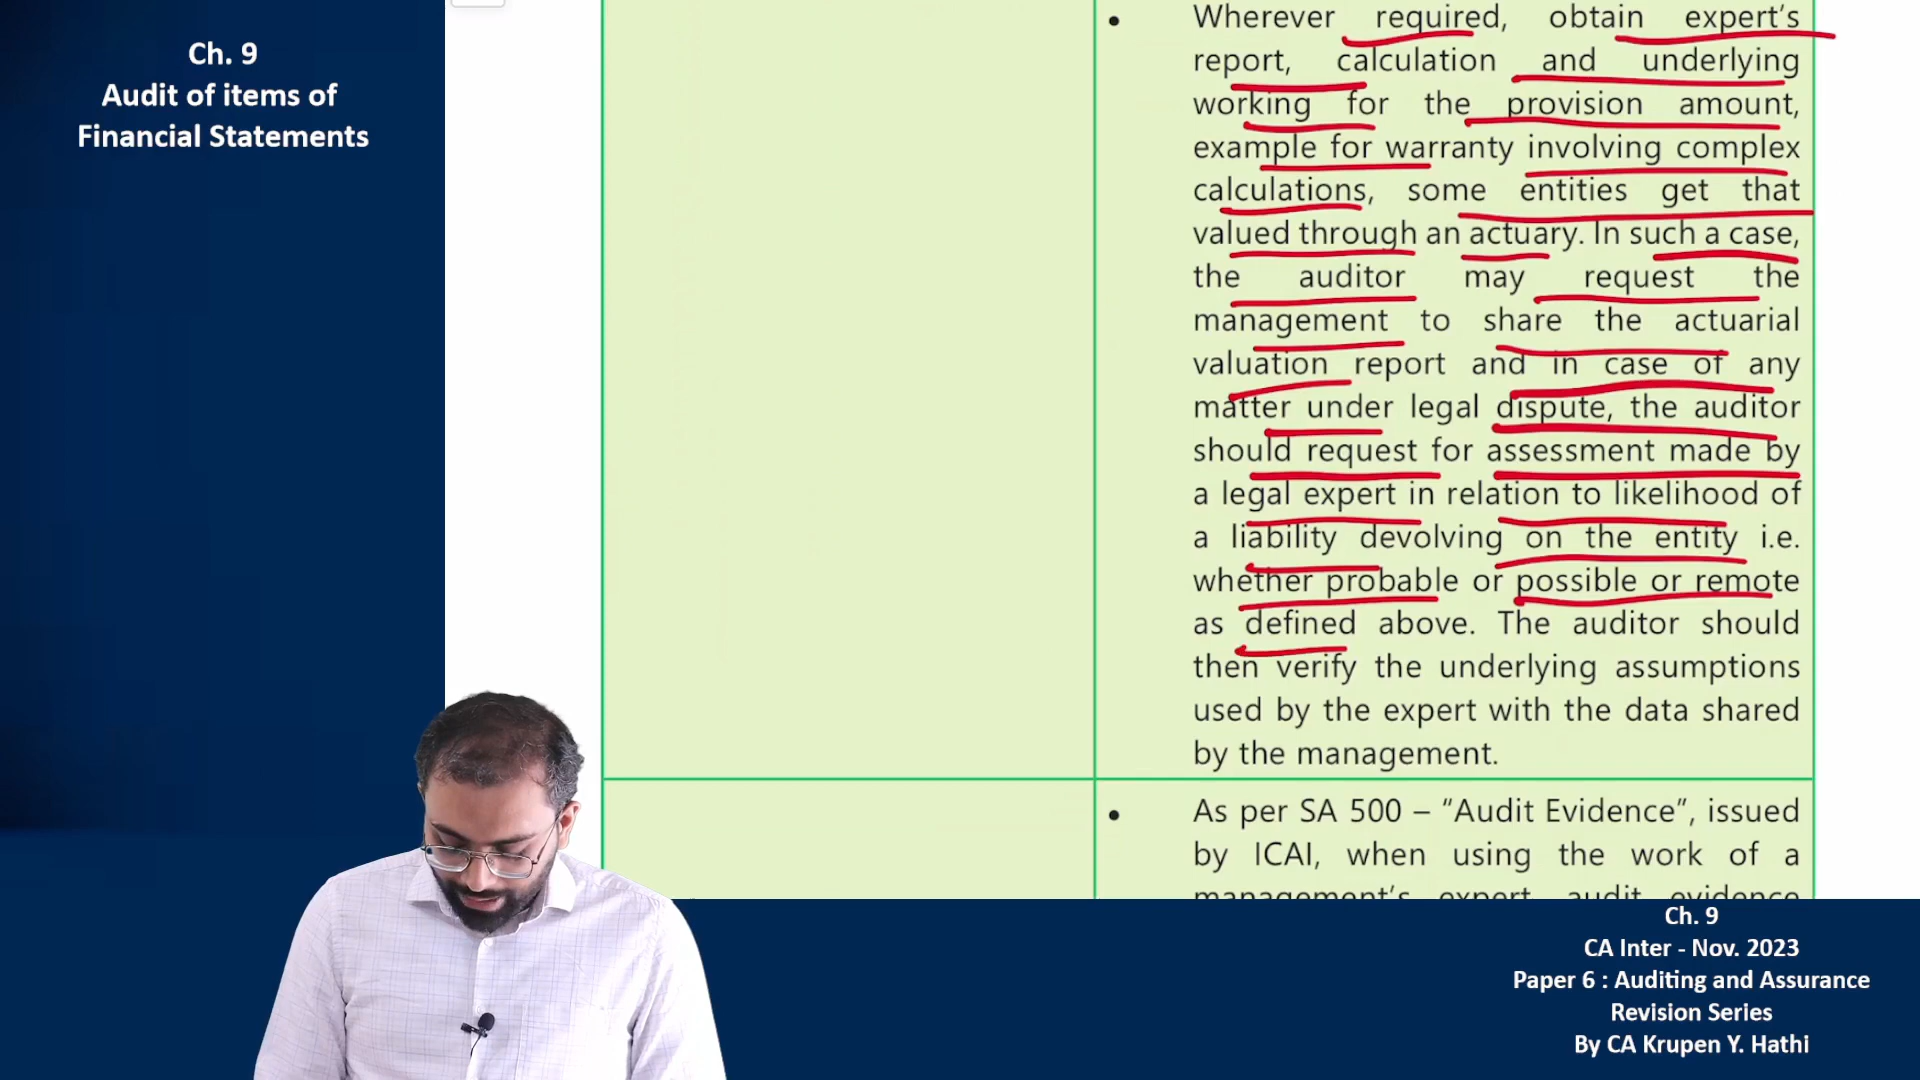 Ch. 9
Audit of items of
Financial Statements
• Wherever required, obtain expert’s
report, calculation and underlying
working for the provision amount,
example for warranty involving complex
calculations, some entities get that
valued through an actuary. In such a case,
the auditor may request the
management to share the actuarial
valuation report and in case of any
matter under legal dispute, the auditor
should request for assessment made by
a legal expert in relation to likelihood of
a liability devolving on the entity i.e.
whether probable or possible or remote
as defined above. The auditor should
then verify the underlying assumptions
used by the expert with the data shared
by the management.
• As per SA 500 – “Audit Evidence”, issued
by ICAI, when using the work of a
management’s expert, audit evidence
Ch. 9
CA Inter - Nov. 2023
Paper 6 : Auditing and Assurance
Revision Series
By CA Krupen Y. Hathi